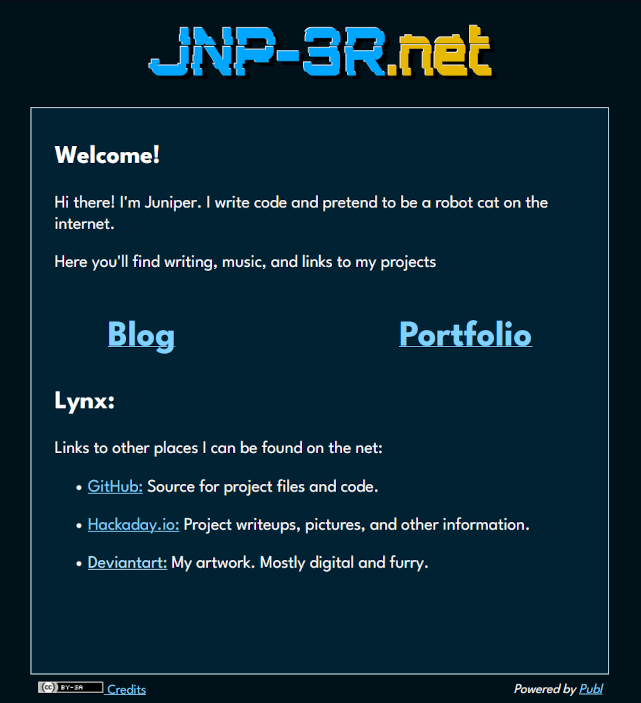 JNP-3R.net
Welcome!
Hi there! I'm Juniper. I write code and pretend to be a robot cat on the
internet.
Here you'll find writing, music, and links to my projects
Blog Portfolio
Lynx:
Links to other places I can be found on the net:
• GitHub: Source for project files and code.
• Hackaday.io: Project writeups, pictures, and other information.
• Deviantart: My artwork. Mostly digital and furry.
cc BY-SA Credits Powered by Publ